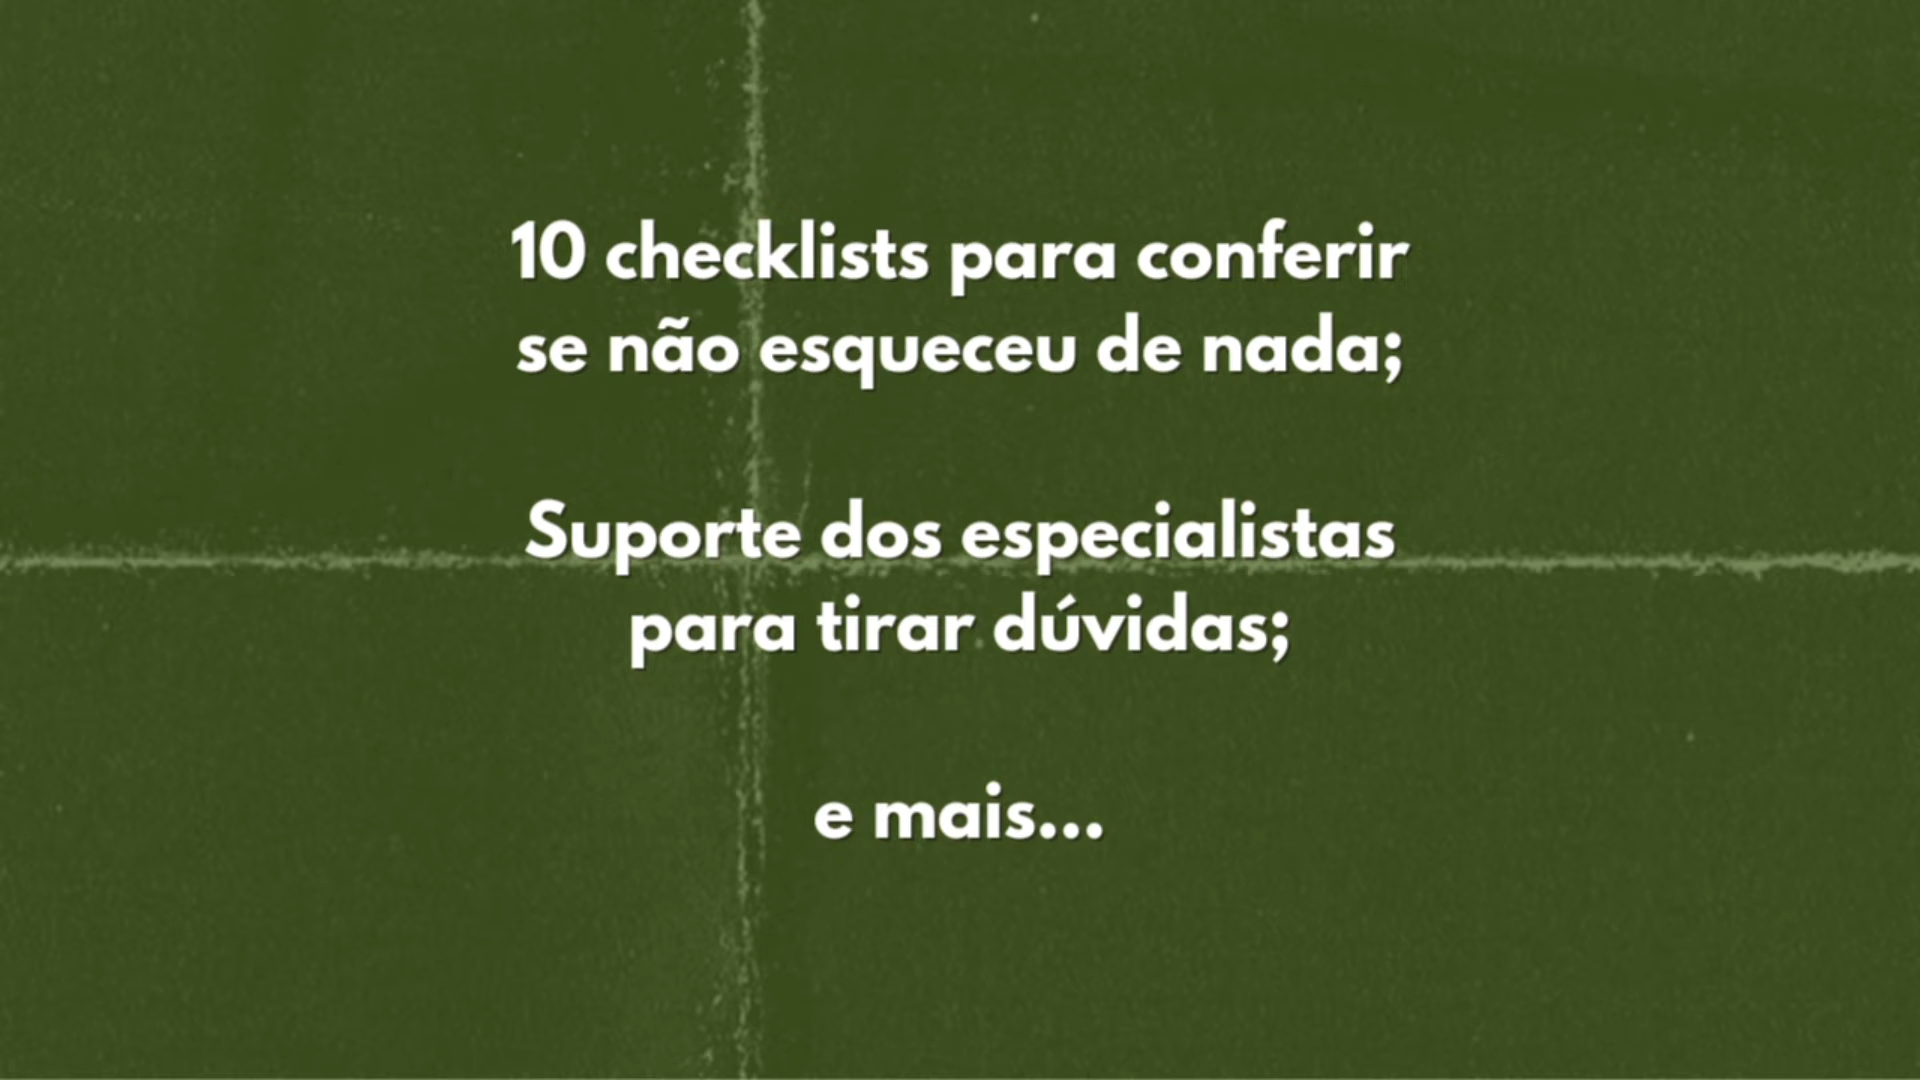 10 checklists para conferir
se não esqueceu de nada;
Suporte dos especialistas
para tirar dúvidas;
e mais...